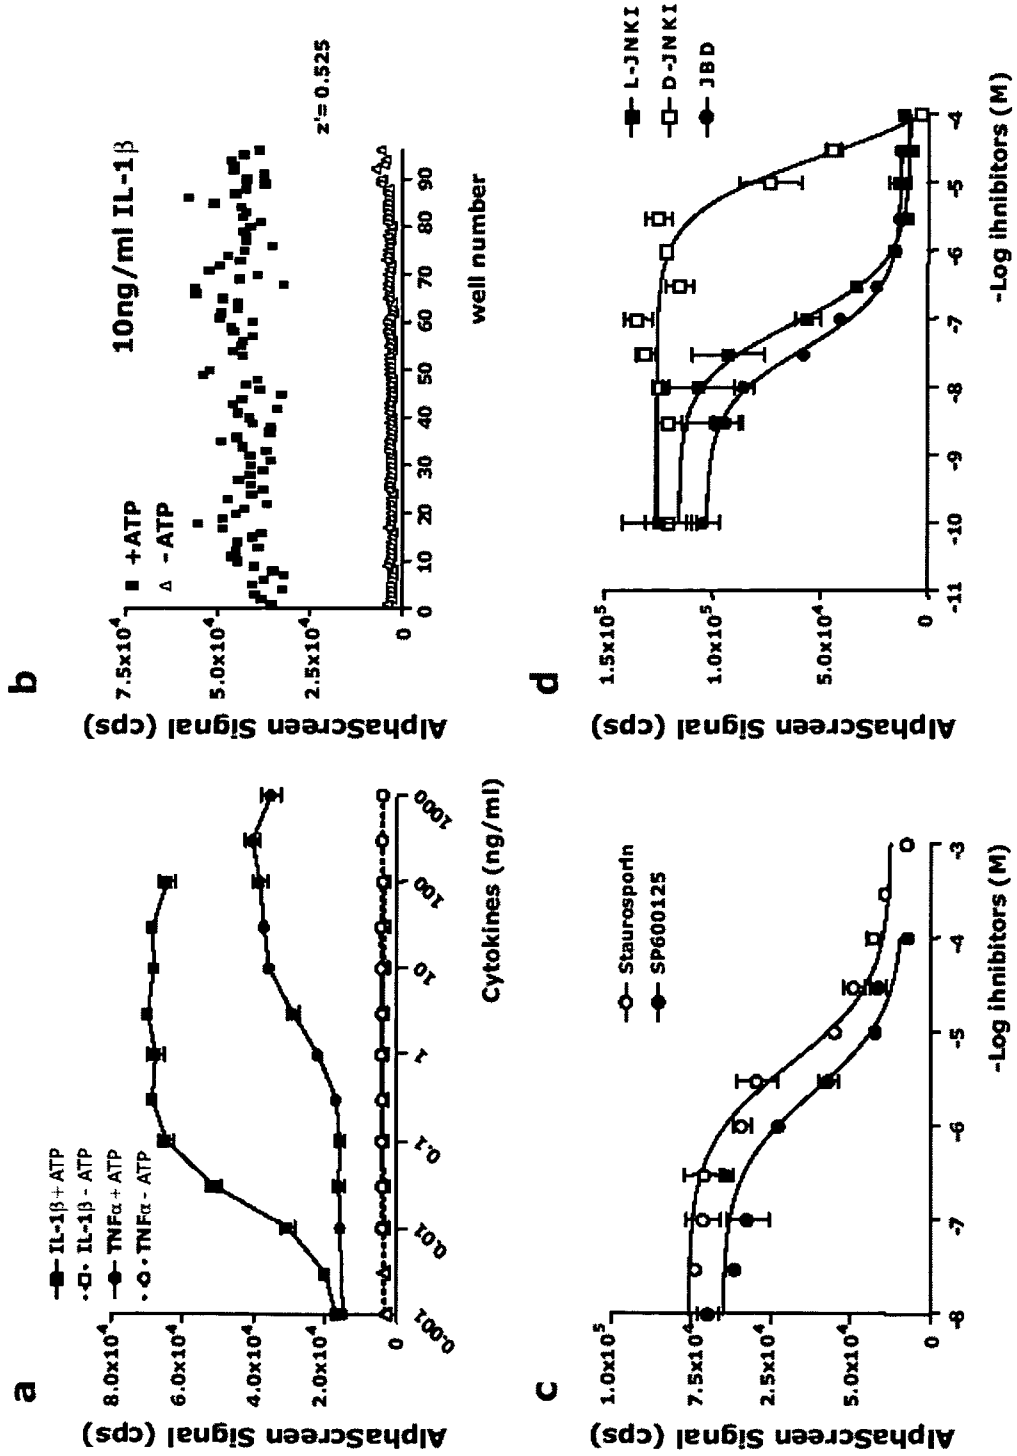 a
AlphaScreen Signal (cps)
8.0x10⁴
6.0x10⁴
4.0x10⁴
2.0x10⁴
0
IL-1β+ATP
IL-1β-ATP
TNFα+ATP
TNFα-ATP
0.001
0.01
0.1
1
10
100
1000
Cytokines (ng/ml)
b
AlphaScreen Signal (cps)
7.5x10⁴
5.0x10⁴
2.5x10⁴
0
+ATP
-ATP
10ng/ml IL-1β
z'= 0.525
0
10
20
30
40
50
60
70
80
90
well number
c
AlphaScreen Signal (cps)
1.0x10⁵
7.5x10⁴
2.5x10⁴
5.0x10⁴
0
Staurosporin
SP600125
-8
-7
-6
-5
-4
-3
-Log ihnibitors (M)
d
AlphaScreen Signal (cps)
1.5x10⁵
1.0x10⁵
5.0x10⁴
0
L-JNKI
D-JNKI
JBD
-11
-10
-9
-8
-7
-6
-5
-4
-Log ihnibitors (M)